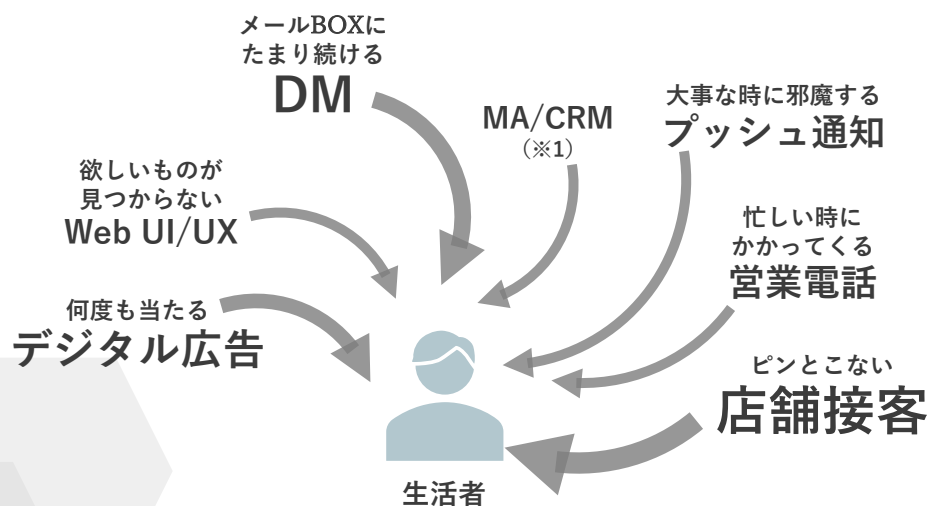 メールBOXに
たまり続ける
DM
MA/CRM
（※1）
大事な時に邪魔する
プッシュ通知
欲しいものが
見つからない
Web UI/UX
忙しい時に
かかってくる
営業電話
何度も当たる
デジタル広告
ピンとこない
店舗接客
生活者